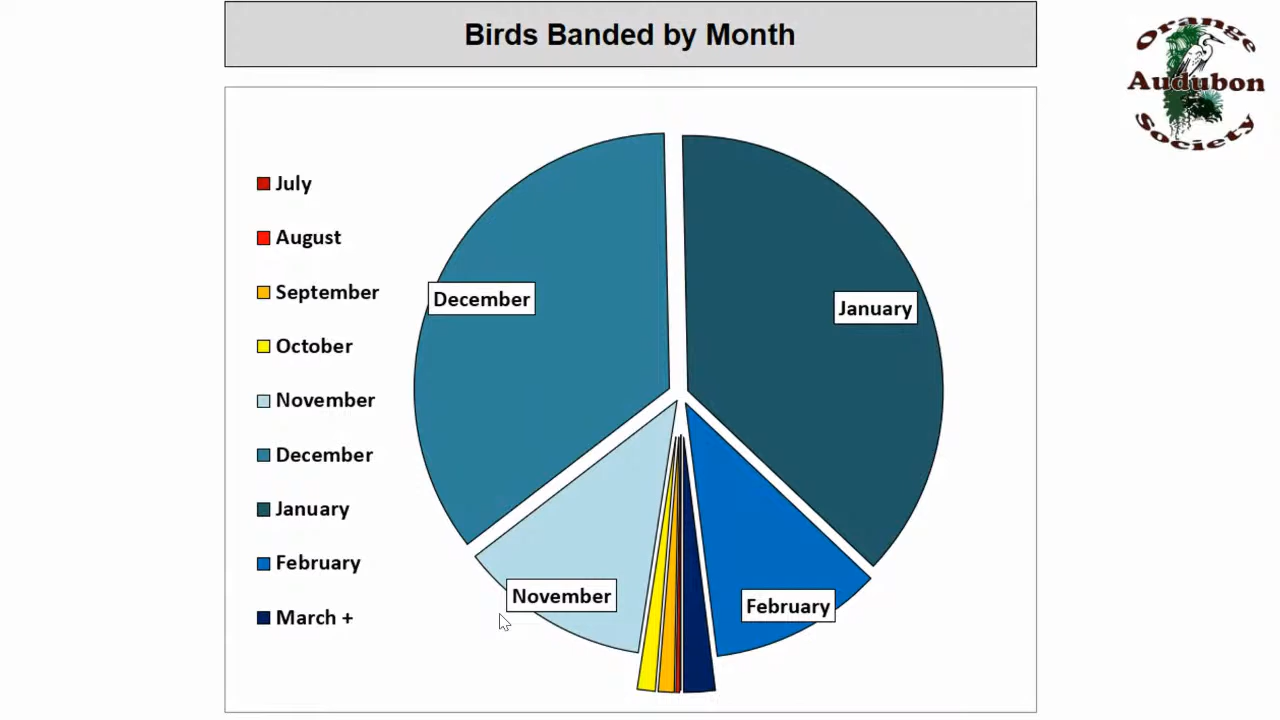 Birds Banded by Month
Orange
Audubon
Society
July
August
September
October
November
December
January
February
March +
December
January
November
February